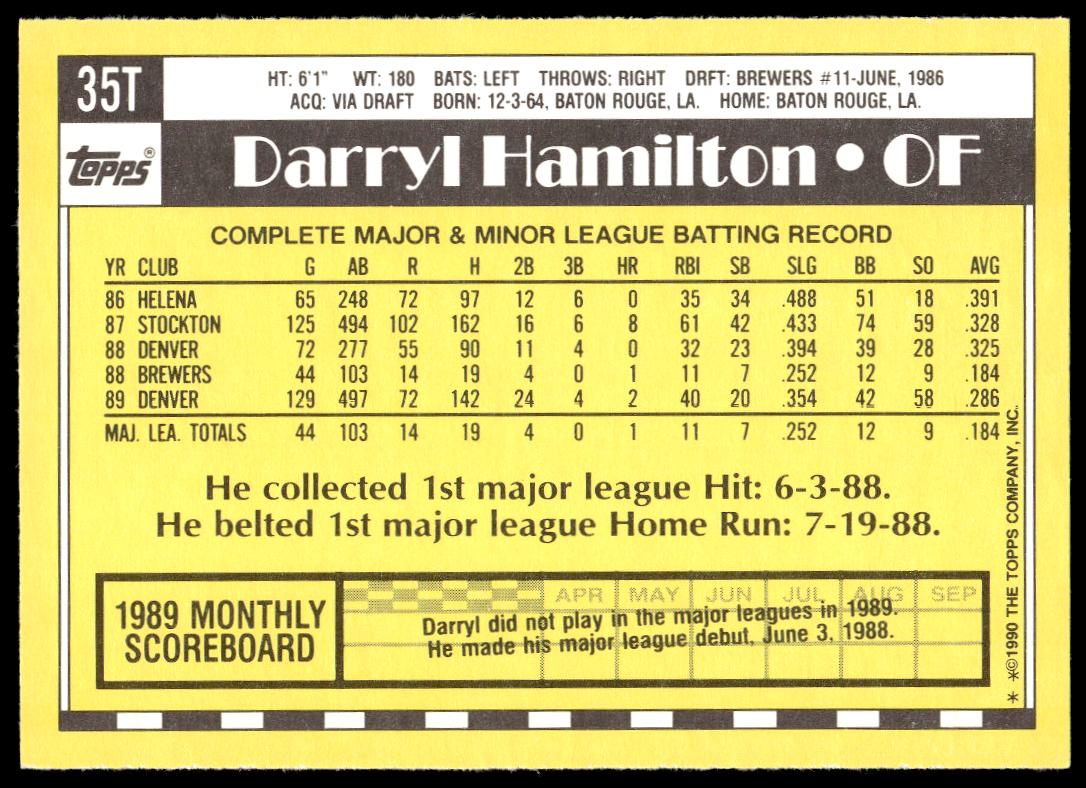 35T
HT: 6'1" WT: 180 BATS: LEFT THROWS: RIGHT DRFT: BREWERS #11-JUNE, 1986
ACQ: VIA DRAFT BORN: 12-3-64, BATON ROUGE, LA. HOME: BATON ROUGE, LA.
topps®
Darryl Hamilton • OF
COMPLETE MAJOR & MINOR LEAGUE BATTING RECORD
YR CLUB G AB R H 2B 3B HR RBI SB SLG BB SO AVG
86 HELENA 65 248 72 97 12 6 0 35 34 .488 51 18 .391
87 STOCKTON 125 494 102 162 16 6 8 61 42 .433 74 59 .328
88 DENVER 72 277 55 90 11 4 0 32 23 .394 39 28 .325
88 BREWERS 44 103 14 19 4 0 1 11 7 .252 12 9 .184
89 DENVER 129 497 72 142 24 4 2 40 20 .354 42 58 .286
MAJ. LEA. TOTALS 44 103 14 19 4 0 1 11 7 .252 12 9 .184
He collected 1st major league Hit: 6-3-88.
He belted 1st major league Home Run: 7-19-88.
1989 MONTHLY
SCOREBOARD
APR MAY JUN JUL AUG SEP
Darryl did not play in the major leagues in 1989.
He made his major league debut, June 3, 1988.
* *©1990 THE TOPPS COMPANY, INC.